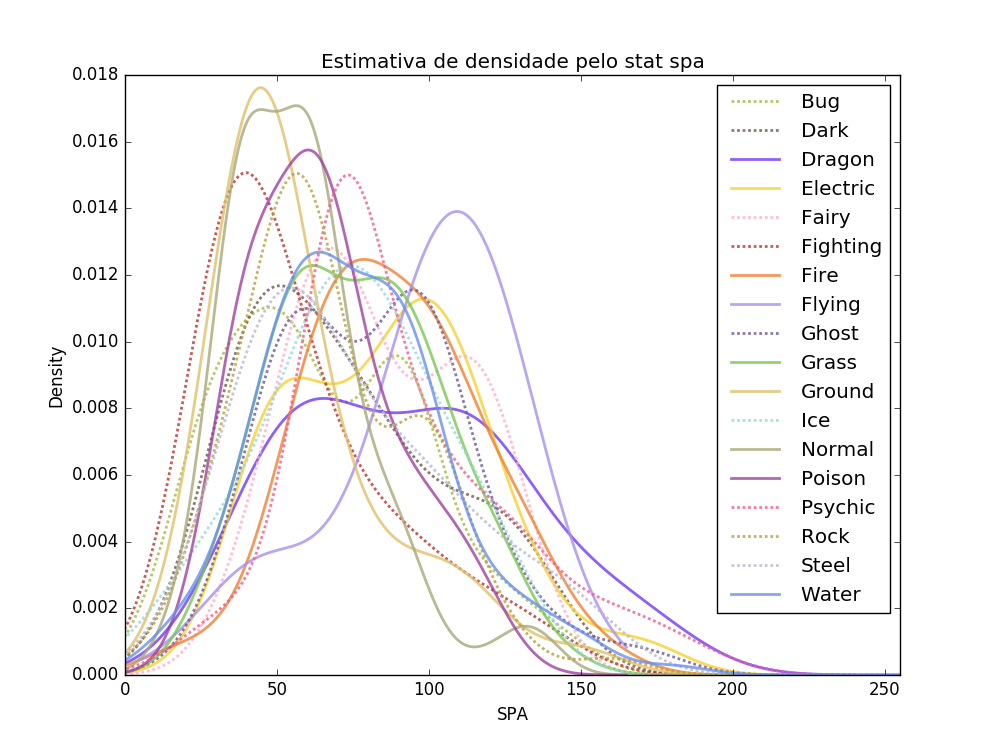 Estimativa de densidade pelo stat spa
0.018
0.016
0.014
0.012
0.010
0.008
0.006
0.004
0.002
0.000
Density
0
50
100
150
200
250
SPA
Bug
Dark
Dragon
Electric
Fairy
Fighting
Fire
Flying
Ghost
Grass
Ground
Ice
Normal
Poison
Psychic
Rock
Steel
Water